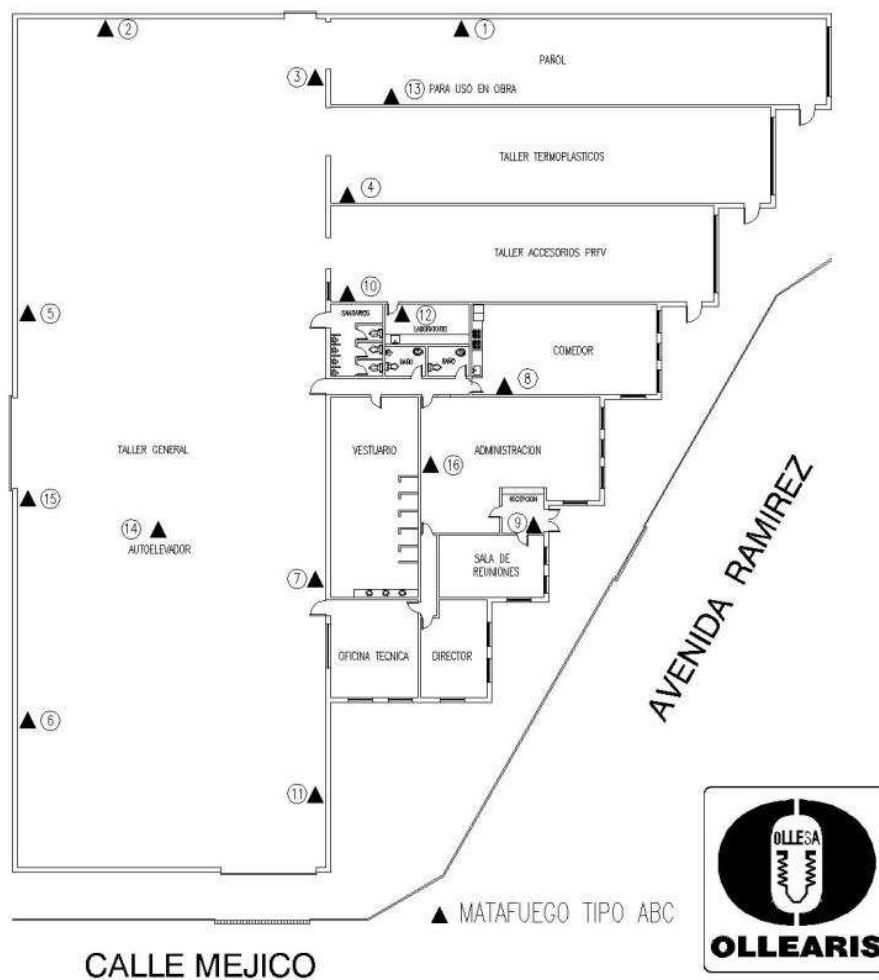 2
1
PAÑOL
3
13 PARA USO EN OBRA
TALLER TERMOPLASTICOS
4
TALLER ACCESORIOS PRFV
10
5
SANITARIOS
12
LABORATORIO
COMEDOR
BAÑO
BAÑO
8
TALLER GENERAL
VESTUARIO
ADMINISTRACION
16
15
RECEPCION
14
AUTOELEVADOR
9
SALA DE
REUNIONES
7
OFICINA TECNICA
DIRECTOR
AVENIDA RAMIREZ
6
11
MATAFUEGO TIPO ABC
OLLESA
OLLEARIS
CALLE MEJICO